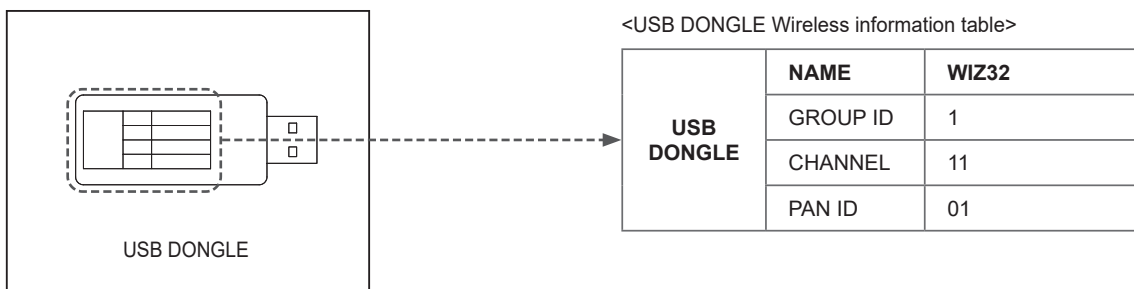 <USB DONGLE Wireless information table>
USB DONGLE
USB
DONGLE
NAME WIZ32
GROUP ID 1
CHANNEL 11
PAN ID 01